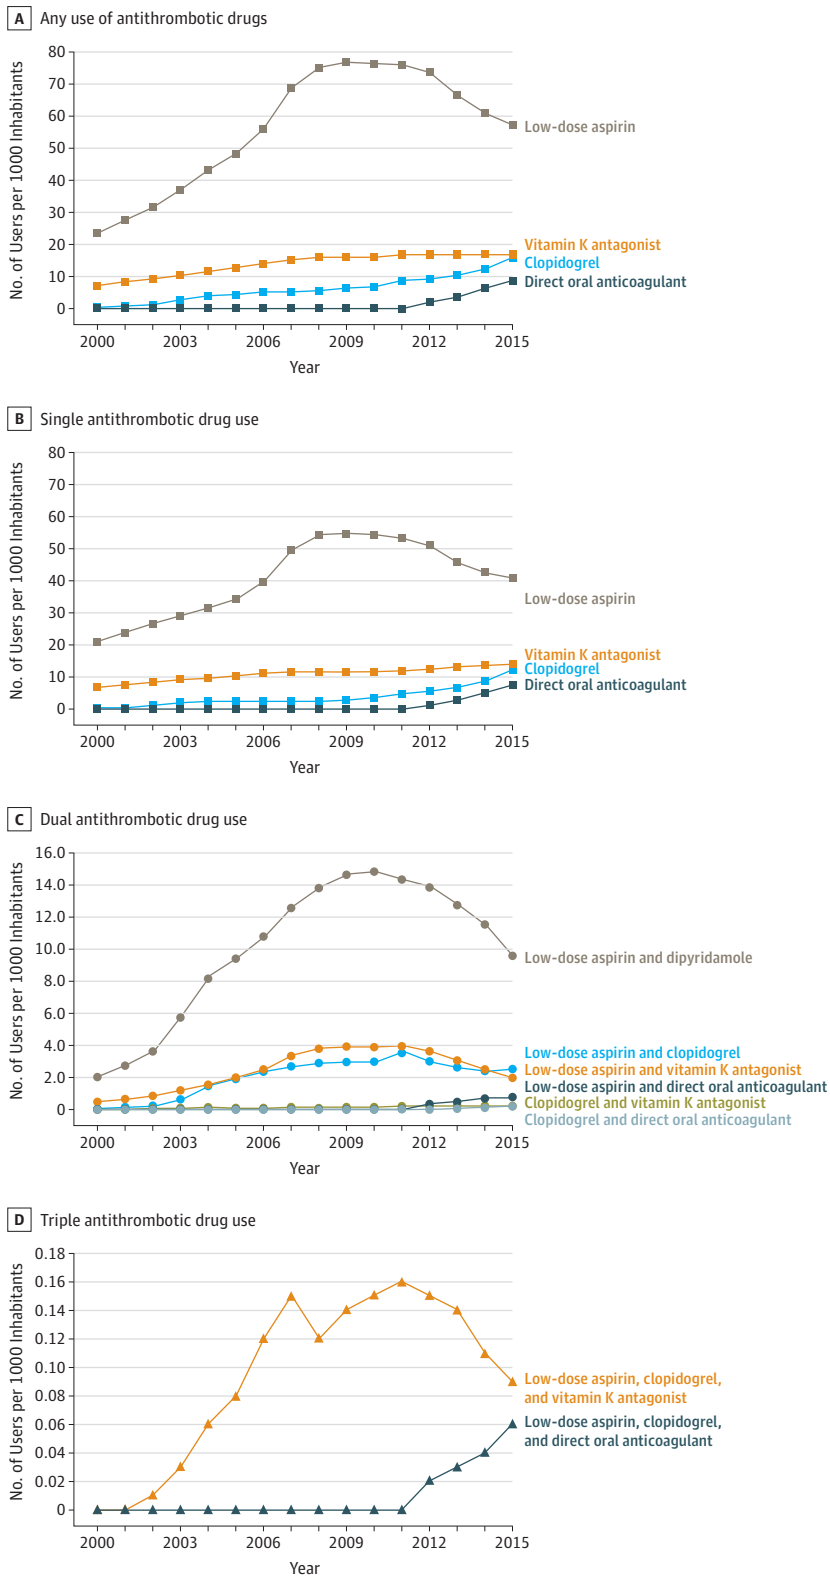 A Any use of antithrombotic drugs
80
70
60
50
40
30
20
10
0
No. of Users per 1000 Inhabitants
Low-dose aspirin
Vitamin K antagonist
Clopidogrel
Direct oral anticoagulant
2000 2003 2006 2009 2012 2015
Year
B Single antithrombotic drug use
80
70
60
50
40
30
20
10
0
No. of Users per 1000 Inhabitants
Low-dose aspirin
Vitamin K antagonist
Clopidogrel
Direct oral anticoagulant
2000 2003 2006 2009 2012 2015
Year
C Dual antithrombotic drug use
16.0
14.0
12.0
10.0
8.0
6.0
4.0
2.0
0
No. of Users per 1000 Inhabitants
Low-dose aspirin and dipyridamole
Low-dose aspirin and clopidogrel
Low-dose aspirin and vitamin K antagonist
Low-dose aspirin and direct oral anticoagulant
Clopidogrel and vitamin K antagonist
Clopidogrel and direct oral anticoagulant
2000 2003 2006 2009 2012 2015
Year
D Triple antithrombotic drug use
0.18
0.16
0.14
0.12
0.10
0.08
0.06
0.04
0.02
0
No. of Users per 1000 Inhabitants
Low-dose aspirin, clopidogrel,
and vitamin K antagonist
Low-dose aspirin, clopidogrel,
and direct oral anticoagulant
2000 2003 2006 2009 2012 2015
Year